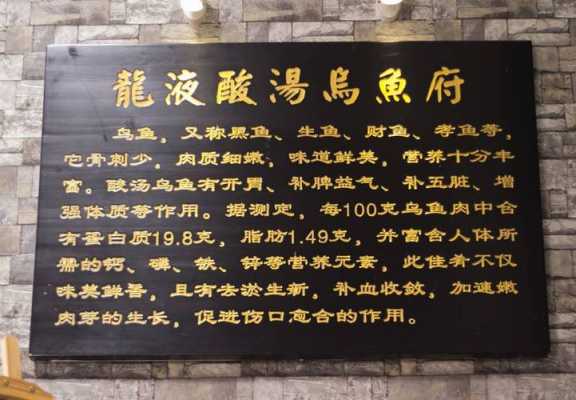 龍液酸湯烏魚府
乌鱼，又称黑鱼、生鱼、财鱼、孝鱼等，
它骨刺少，肉质细嫩，味道鲜美，营养十分丰
富。酸汤乌鱼有开胃、补脾益气、补五脏、增
强体质等作用。据测定，每100克乌鱼肉中含
有蛋白质19.8克，脂肪1.49克，并富含人体所
需的钙、磷、铁、锌等营养元素，此佳肴不仅
味美鲜香，且有去淤生新，补血收敛，加速嫩
肉芽的生长，促进伤口愈合的作用。